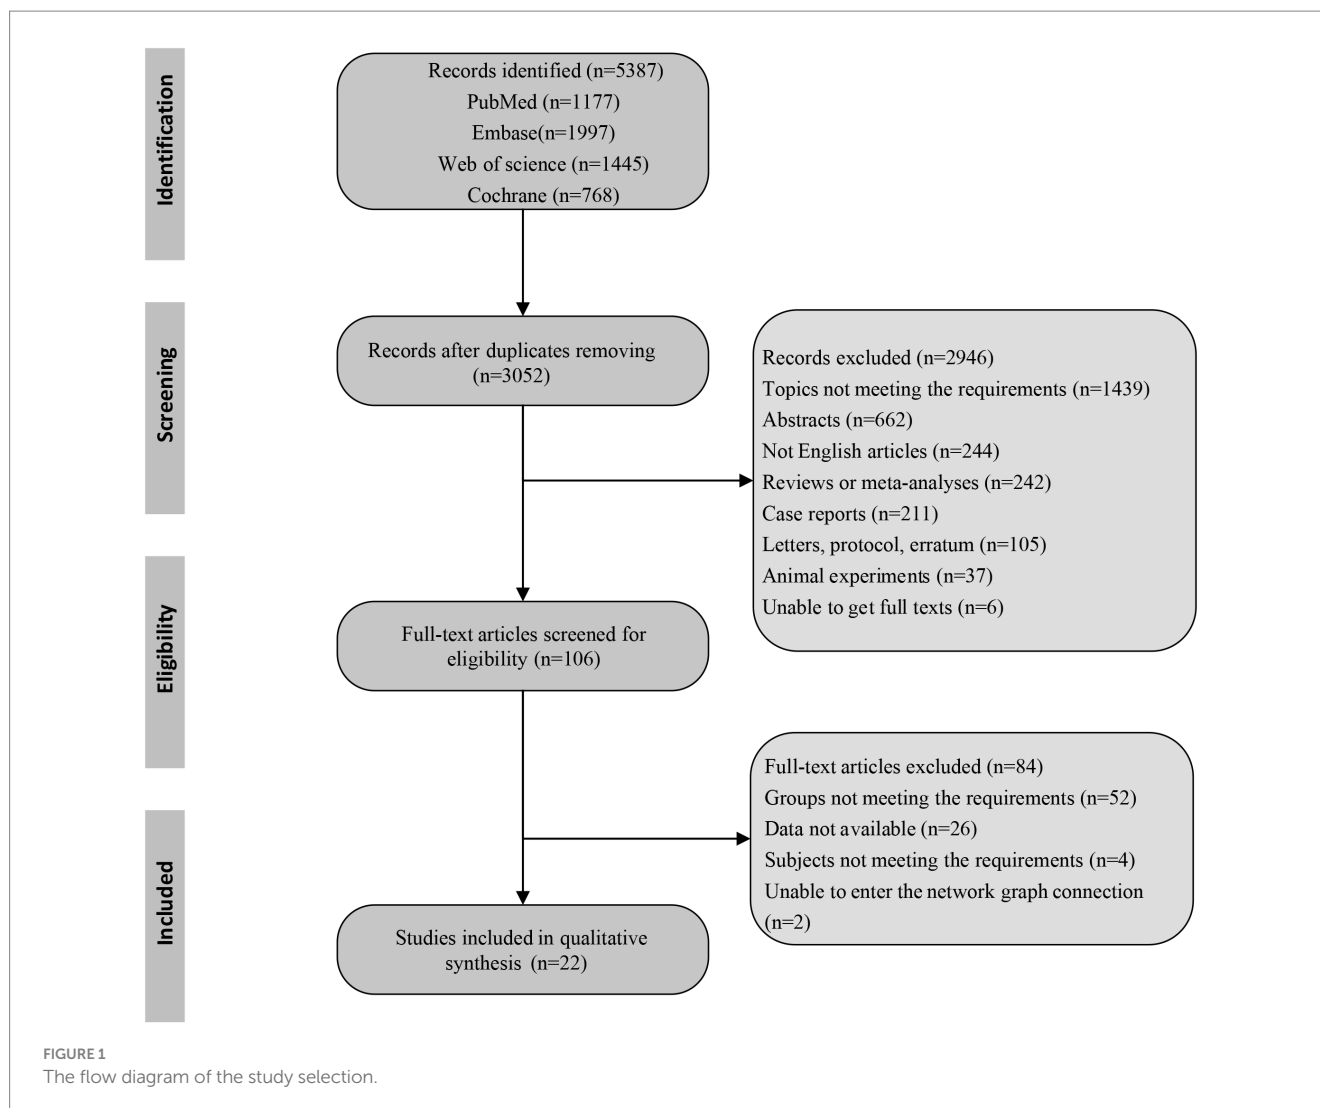 Identification
Records identified (n=5387)
PubMed (n=1177)
Embase(n=1997)
Web of science (n=1445)
Cochrane (n=768)
Screening
Records after duplicates removing
(n=3052)
Records excluded (n=2946)
Topics not meeting the requirements (n=1439)
Abstracts (n=662)
Not English articles (n=244)
Reviews or meta-analyses (n=242)
Case reports (n=211)
Letters, protocol, erratum (n=105)
Animal experiments (n=37)
Unable to get full texts (n=6)
Eligibility
Full-text articles screened for
eligibility (n=106)
Full-text articles excluded (n=84)
Groups not meeting the requirements (n=52)
Data not available (n=26)
Subjects not meeting the requirements (n=4)
Unable to enter the network graph connection
(n=2)
Included
Studies included in qualitative
synthesis (n=22)
FIGURE 1
The flow diagram of the study selection.